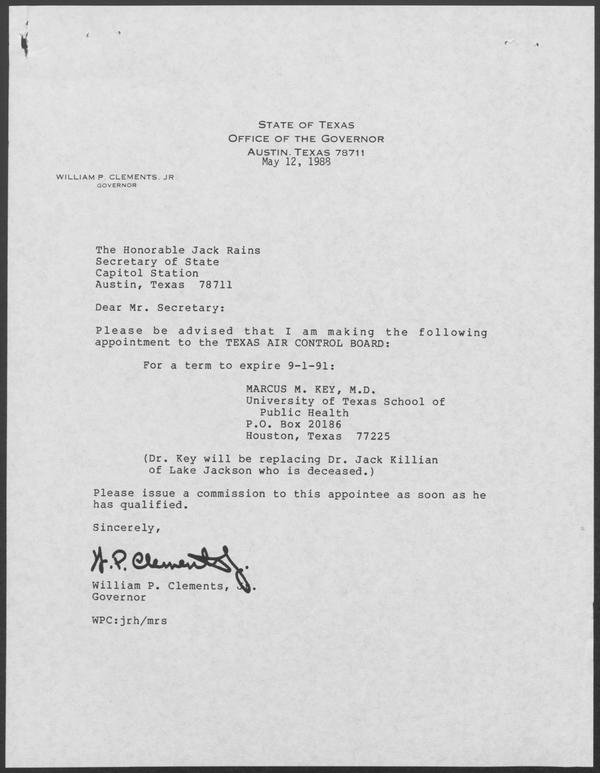 STATE OF TEXAS
OFFICE OF THE GOVERNOR
AUSTIN, TEXAS 78711
May 12, 1988
WILLIAM P. CLEMENTS, JR.
GOVERNOR
The Honorable Jack Rains
Secretary of State
Capitol Station
Austin, Texas 78711
Dear Mr. Secretary:
Please be advised that I am making the following
appointment to the TEXAS AIR CONTROL BOARD:
For a term to expire 9-1-91:
MARCUS M. KEY, M.D.
University of Texas School of
Public Health
P.O. Box 20186
Houston, Texas 77225
(Dr. Key will be replacing Dr. Jack Killian
of Lake Jackson who is deceased.)
Please issue a commission to this appointee as soon as he
has qualified.
Sincerely,
W.P. Clements Jr.
William P. Clements, Jr.
Governor
WPC:jrh/mrs